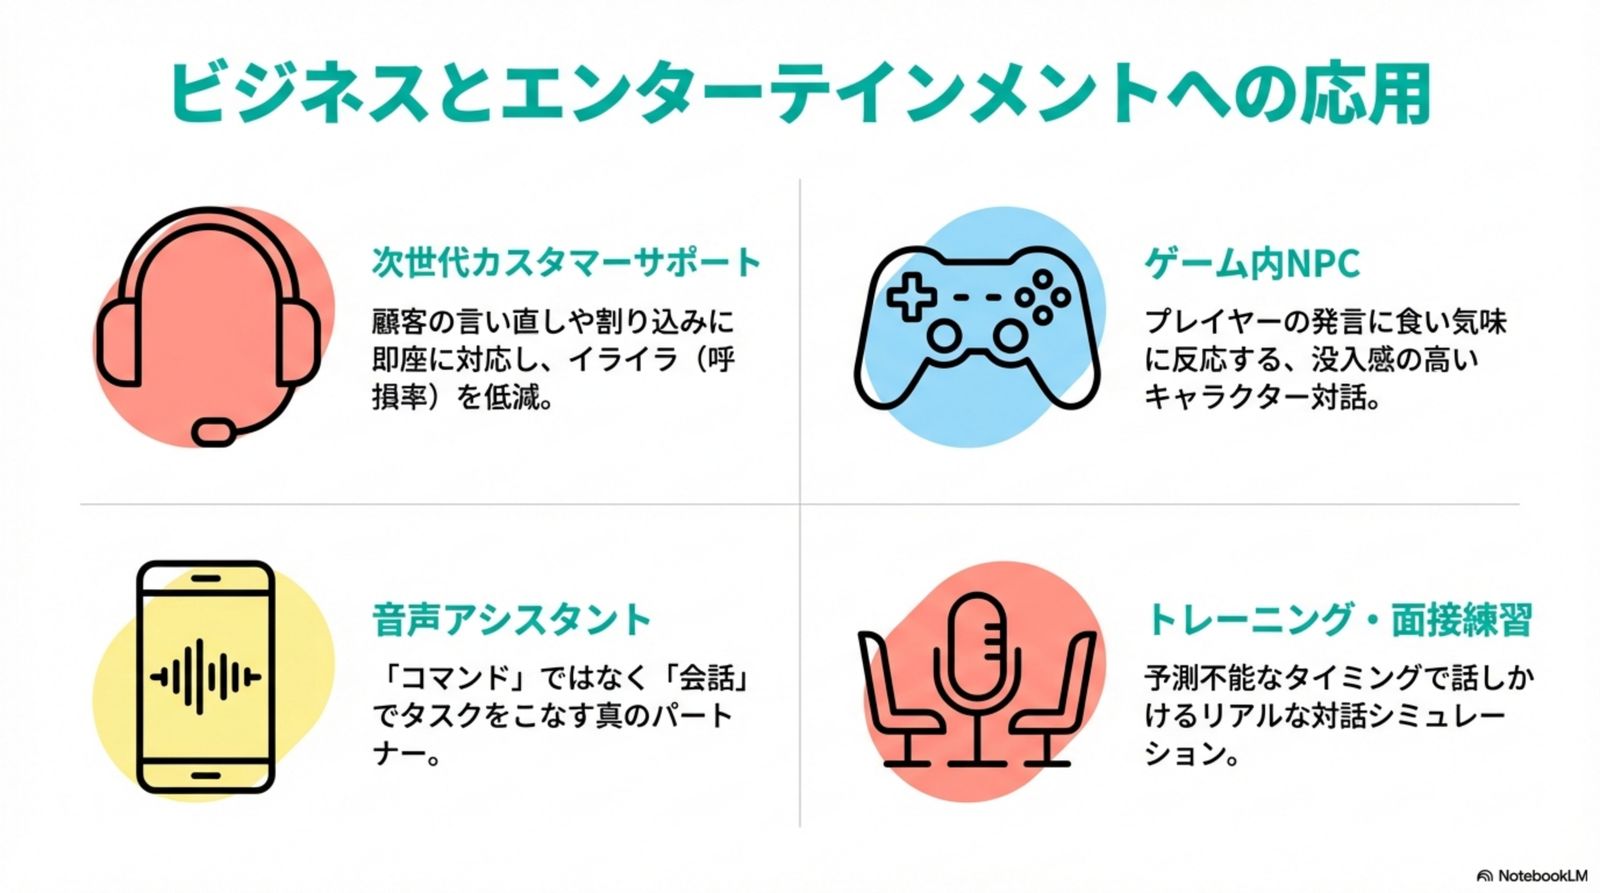 ビジネスとエンターテインメントへの応用
次世代カスタマーサポート
顧客の言い直しや割り込みに
即座に対応し、イライラ（呼
損率）を低減。
ゲーム内NPC
プレイヤーの発言に食い気味
に反応する、没入感の高い
キャラクター対話。
音声アシスタント
「コマンド」ではなく「会話」
でタスクをこなす真のパート
ナー。
トレーニング・面接練習
予測不能なタイミングで話しか
けるリアルな対話シミュレー
ション。
NotebookLM